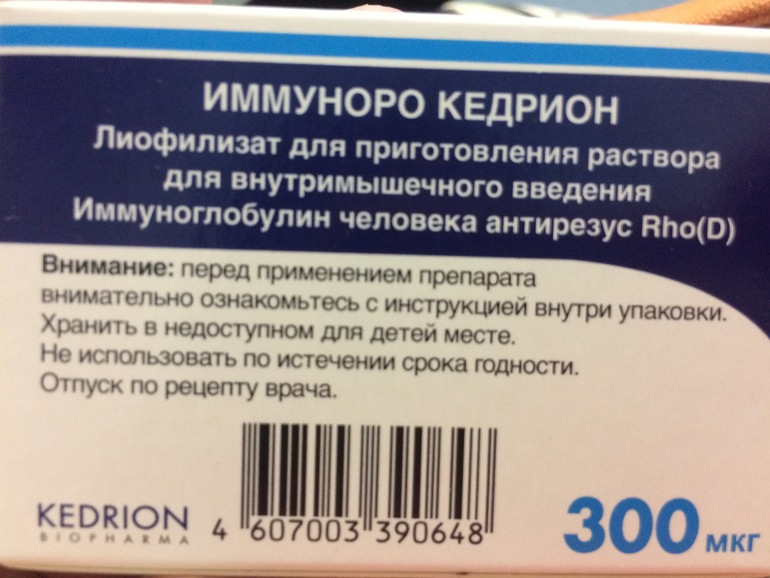 ИММУНОРО КЕДРИОН
Лиофилизат для приготовления раствора
для внутримышечного введения
Иммуноглобулин человека антирезус Rho(D)
Внимание: перед применением препарата
внимательно ознакомьтесь с инструкцией внутри упаковки.
Хранить в недоступном для детей месте.
Не использовать по истечении срока годности.
Отпуск по рецепту врача.
KEDRION
BIOPHARMA
4 607003 390648
300 мкг